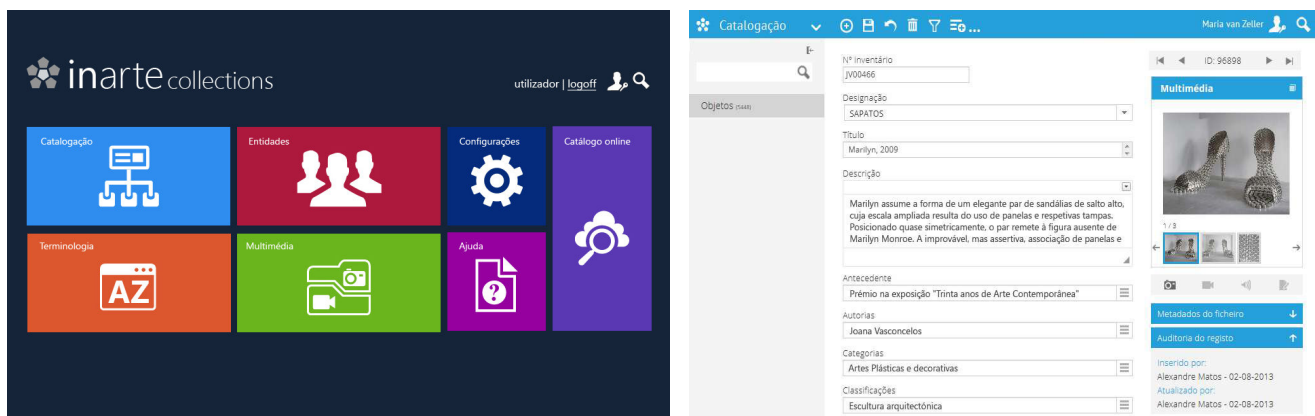 inarte collections
utilizador | logoff
Catalogação
Entidades
Configurações
Catálogo online
Terminologia
AZ
Multimédia
Ajuda
?
Catalogação
...
Maria van Zeller
Objetos (5448)
Nº Inventário
JV00466
Designação
SAPATOS
Título
Marilyn, 2009
Descrição
Marilyn assume a forma de um elegante par de sandálias de salto alto,
cuja escala ampliada resulta do uso de panelas e respetivas tampas.
Posicionado quase simetricamente, o par remete à figura ausente de
Marilyn Monroe. A improvável, mas assertiva, associação de panelas e
Antecedente
Prémio na exposição "Trinta anos de Arte Contemporânea"
Autorias
Joana Vasconcelos
Categorias
Artes Plásticas e decorativas
Classificações
Escultura arquitectónica
ID: 96898
Multimédia
1 / 3
Metadados do ficheiro
Auditoria do registo
Inserido por:
Alexandre Matos - 02-08-2013
Atualizado por:
Alexandre Matos - 02-08-2013